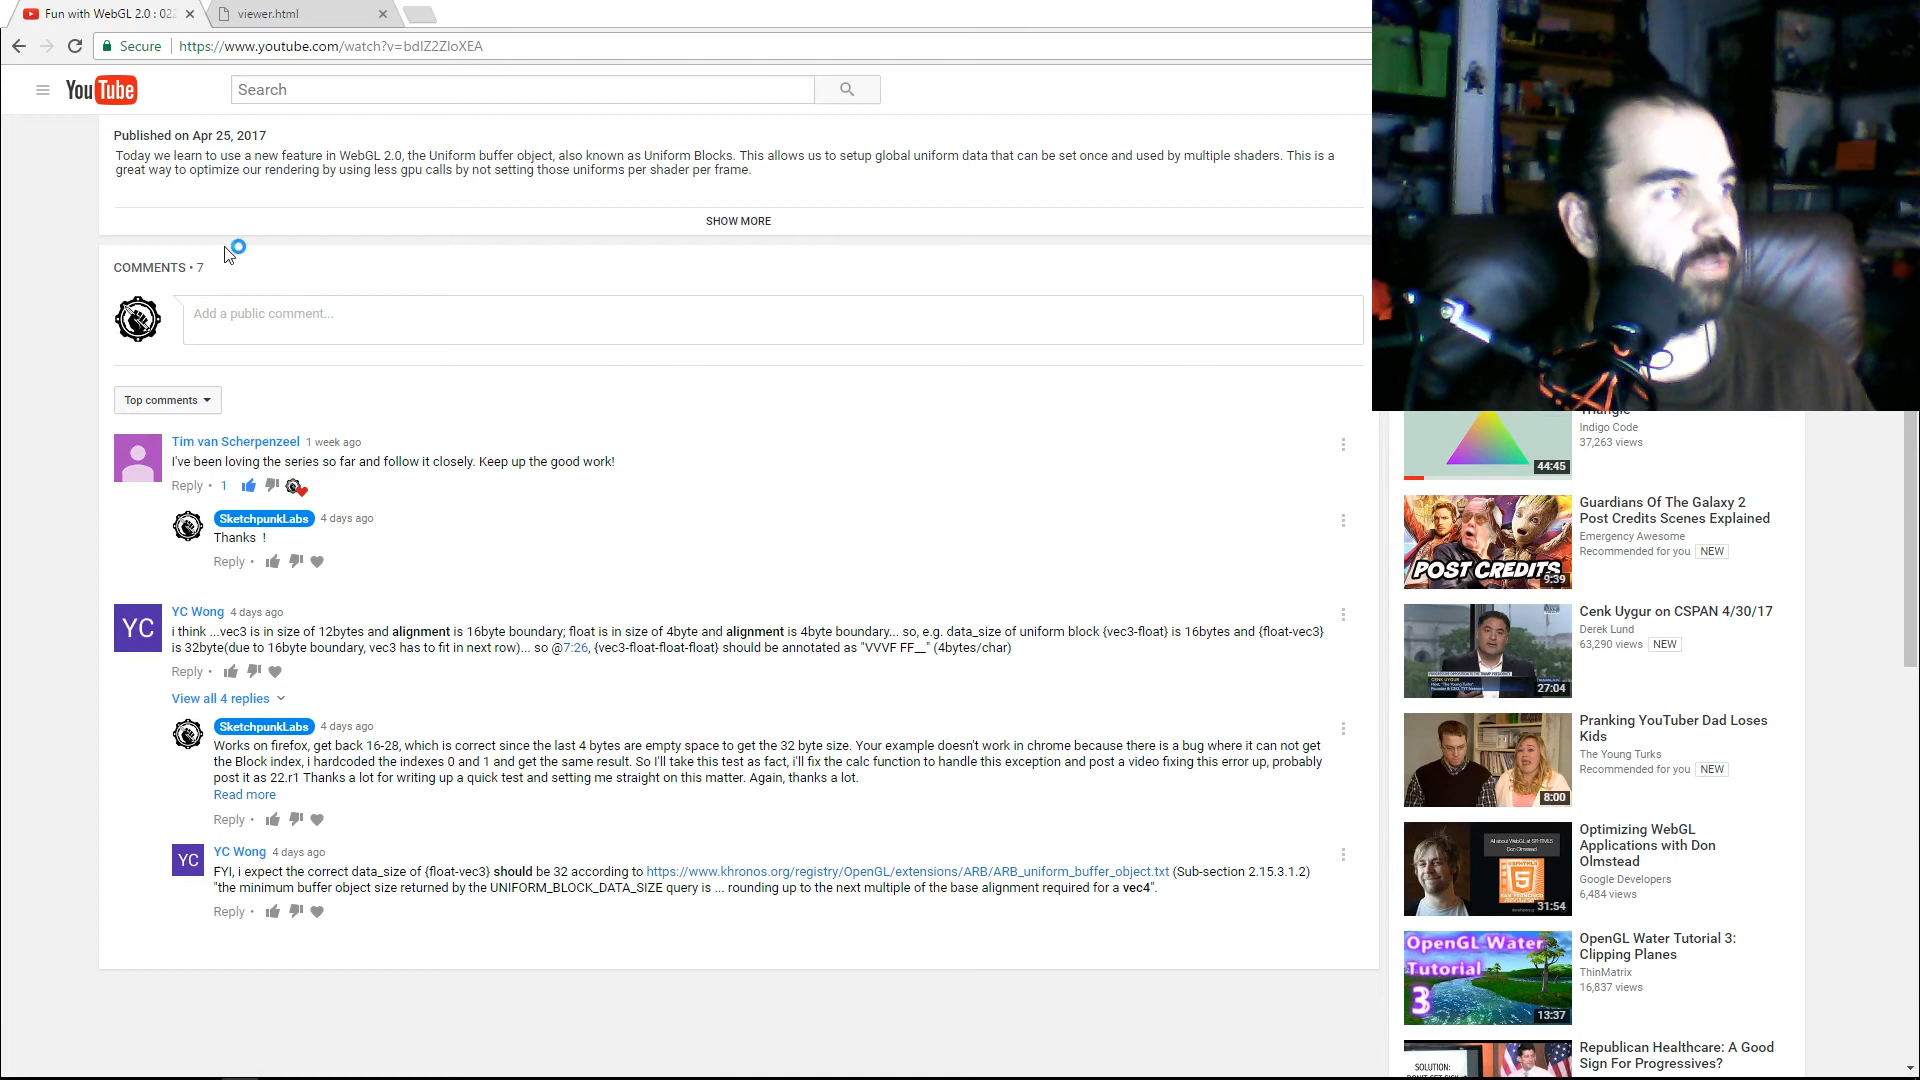 Fun with WebGL 2.0 : 022
viewer.html
Secure
https://www.youtube.com/watch?v=bdIZ2ZloXEA
YouTube
Search
Published on Apr 25, 2017
Today we learn to use a new feature in WebGL 2.0, the Uniform buffer object, also known as Uniform Blocks. This allows us to setup global uniform data that can be set once and used by multiple shaders. This is a
great way to optimize our rendering by using less gpu calls by not setting those uniforms per shader per frame.
SHOW MORE
COMMENTS • 7
Add a public comment...
Top comments
Tim van Scherpenzeel 1 week ago
I've been loving the series so far and follow it closely. Keep up the good work!
Reply • 1
SketchpunkLabs 4 days ago
Thanks !
Reply •
YC
YC Wong 4 days ago
i think ...vec3 is in size of 12bytes and alignment is 16byte boundary; float is in size of 4byte and alignment is 4byte boundary... so, e.g. data_size of uniform block {vec3-float} is 16bytes and {float-vec3}
is 32byte(due to 16byte boundary, vec3 has to fit in next row)... so @7:26, {vec3-float-float-float} should be annotated as "VVVF FF__" (4bytes/char)
Reply •
View all 4 replies
SketchpunkLabs 4 days ago
Works on firefox, get back 16-28, which is correct since the last 4 bytes are empty space to get the 32 byte size. Your example doesn't work in chrome because there is a bug where it can not get
the Block index, i hardcoded the indexes 0 and 1 and get the same result. So I'll take this test as fact, i'll fix the calc function to handle this exception and post a video fixing this error up, probably
post it as 22.r1 Thanks a lot for writing up a quick test and setting me straight on this matter. Again, thanks a lot.
Read more
Reply •
YC
YC Wong 4 days ago
FYI, i expect the correct data_size of {float-vec3} should be 32 according to https://www.khronos.org/registry/OpenGL/extensions/ARB/ARB_uniform_buffer_object.txt (Sub-section 2.15.3.1.2)
"the minimum buffer object size returned by the UNIFORM_BLOCK_DATA_SIZE query is ... rounding up to the next multiple of the base alignment required for a vec4".
Reply •
Triangle
Indigo Code
37,263 views
44:45
Guardians Of The Galaxy 2
Post Credits Scenes Explained
Emergency Awesome
Recommended for you NEW
POST CREDITS
9:39
Cenk Uygur on CSPAN 4/30/17
Derek Lund
63,290 views NEW
27:04
Pranking YouTuber Dad Loses
Kids
The Young Turks
Recommended for you NEW
8:00
Optimizing WebGL
Applications with Don
Olmstead
Google Developers
6,484 views
Don Olmstead
31:54
OpenGL Water Tutorial 3:
Clipping Planes
ThinMatrix
16,837 views
OpenGL Water
Tutorial
3
13:37
Republican Healthcare: A Good
Sign For Progressives?
SOLUTION: